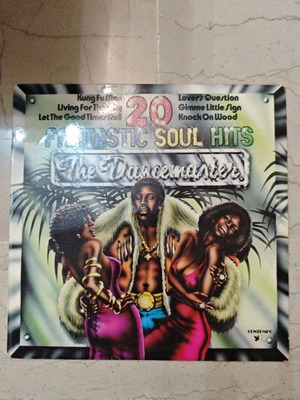 Kung Fu Man
Living For The City
Let The Good Times Roll
20
Lover's Question
Gimme Little Sign
Knock On Wood
FANTASTIC SOUL HITS
The Dancemaster
CONTEMPO